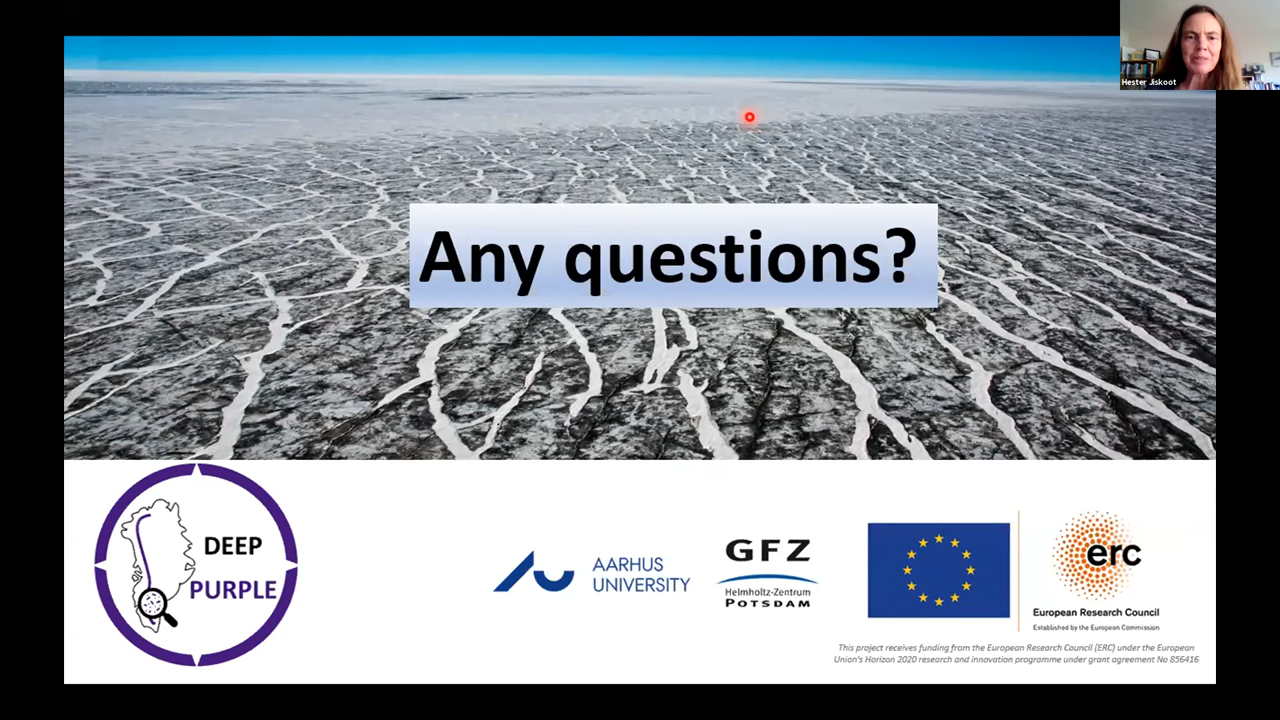 Hester Jiskoot
Any questions?
DEEP
PURPLE
AARHUS
UNIVERSITY
GFZ
Helmholtz-Zentrum
POTSDAM
erc
European Research Council
Established by the European Commission
This project receives funding from the European Research Council (ERC) under the European
Union's Horizon 2020 research and innovation programme under grant agreement No 856416